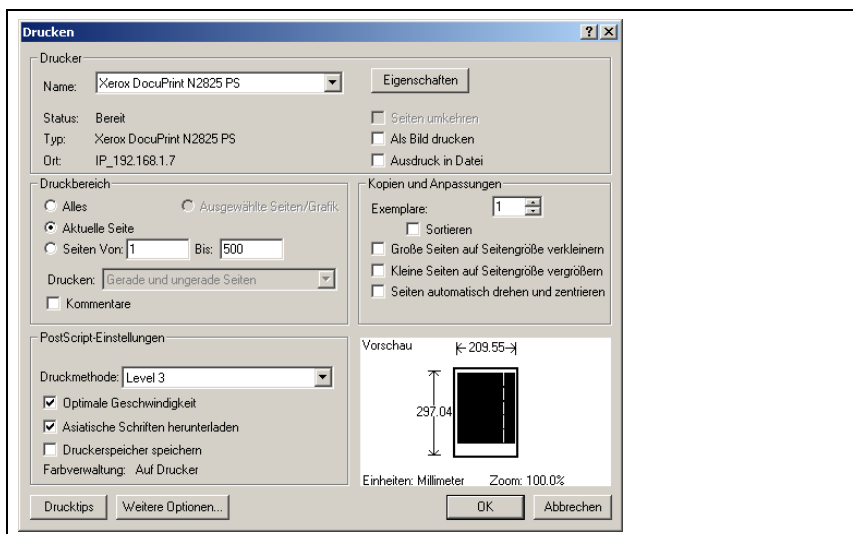 Drucken
Drucker
Name: Xerox DocuPrint N2825 PS
Eigenschaften
Status: Bereit
Seiten umkehren
Typ: Xerox DocuPrint N2825 PS
Als Bild drucken
Ort: IP_192.168.1.7
Ausdruck in Datei
Druckbereich
Alles
Ausgewählte Seiten/Grafik
Aktuelle Seite
Seiten Von: 1 Bis: 500
Drucken: Gerade und ungerade Seiten
Kommentare
Kopien und Anpassungen
Exemplare: 1
Sortieren
Große Seiten auf Seitengröße verkleinern
Kleine Seiten auf Seitengröße vergrößern
Seiten automatisch drehen und zentrieren
PostScript-Einstellungen
Druckmethode: Level 3
Optimale Geschwindigkeit
Asiatische Schriften herunterladen
Druckerspeicher speichern
Farbverwaltung: Auf Drucker
Vorschau
209.55
297.04
Einheiten: Millimeter Zoom: 100.0%
Drucktips
Weitere Optionen...
OK
Abbrechen